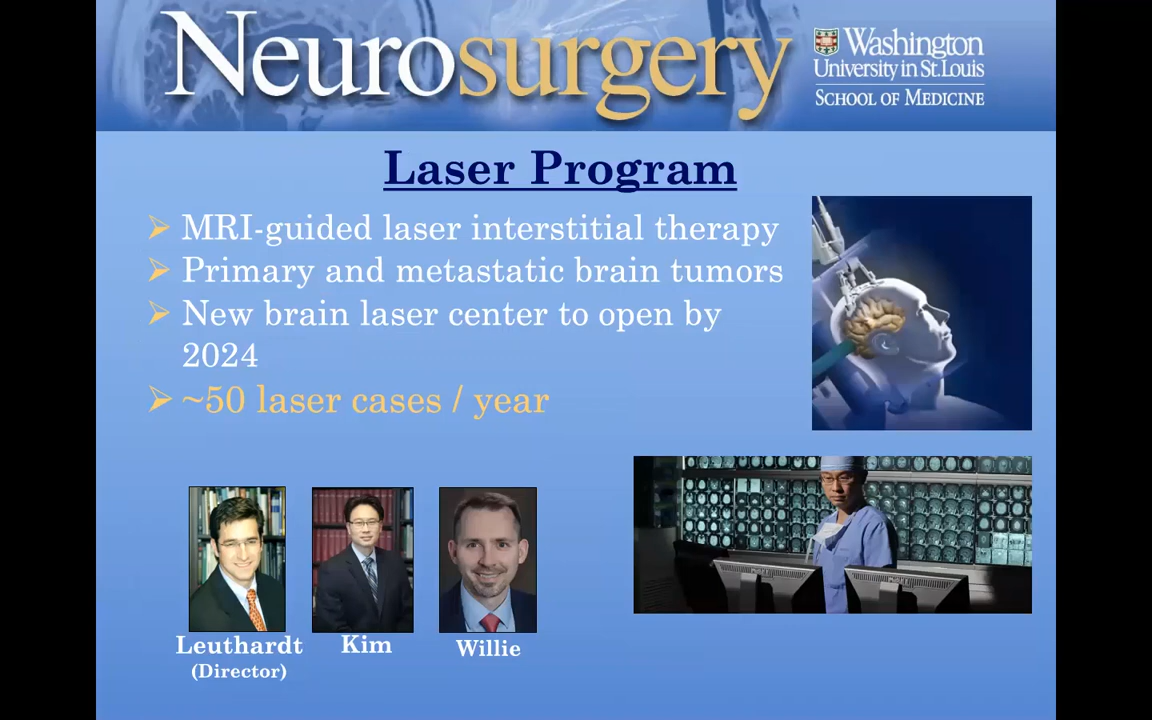 Neurosurgery
Washington
University in St. Louis
SCHOOL OF MEDICINE
Laser Program
➢ MRI-guided laser interstitial therapy
➢ Primary and metastatic brain tumors
➢ New brain laser center to open by
2024
➢ ~50 laser cases / year
Leuthardt
(Director)
Kim
Willie